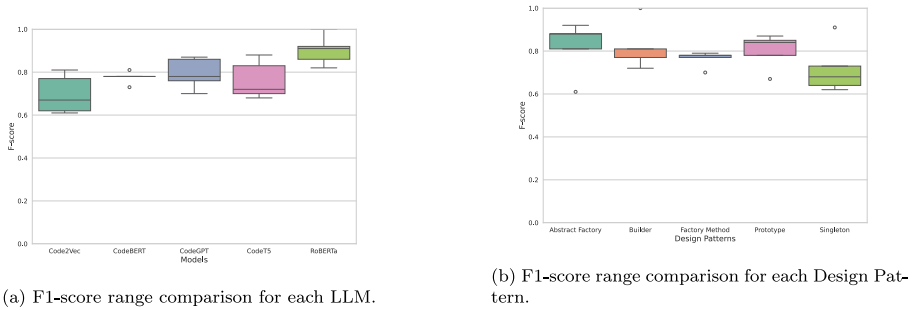 1.0
0.8
0.6
0.4
0.2
0.0
F-score
Code2Vec CodeBERT CodeGPT CodeT5 RoBERTa
Models
(a) F1-score range comparison for each LLM.
1.0
0.8
0.6
0.4
0.2
0.0
F-score
Abstract Factory Builder Factory Method Prototype Singleton
Design Patterns
(b) F1-score range comparison for each Design Pat-
tern.